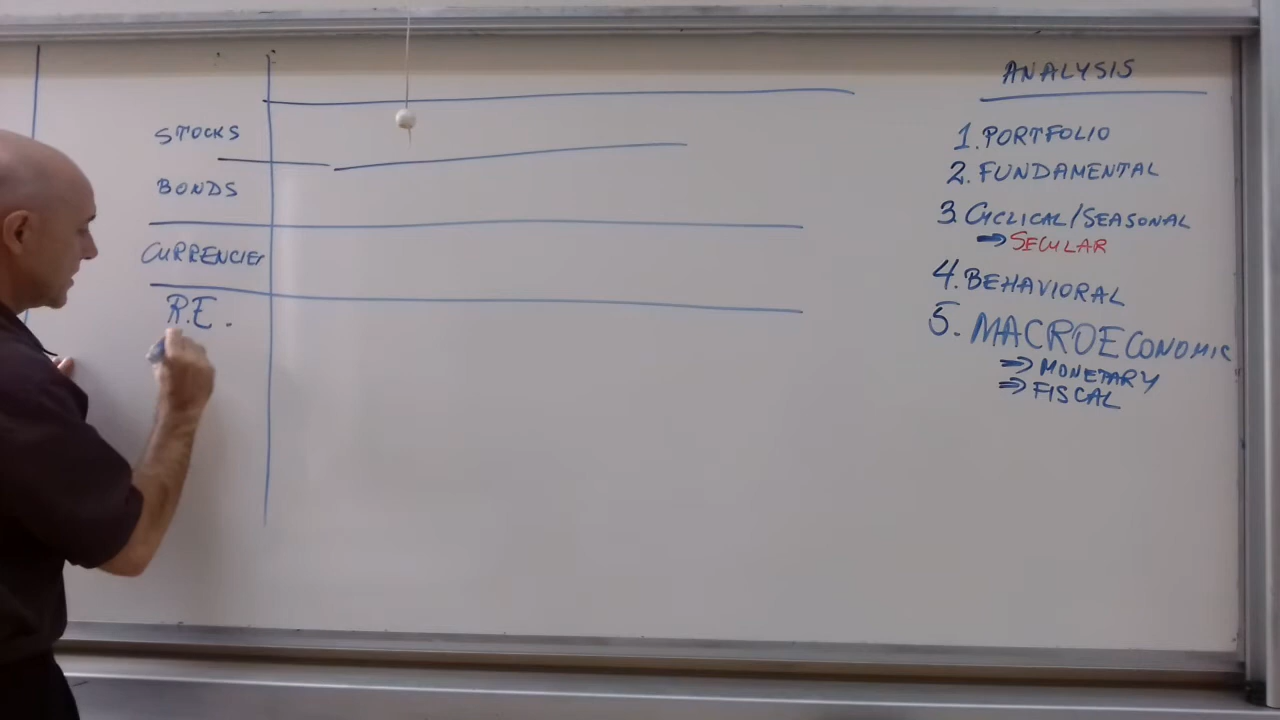 STOCKS
BONDS
CURRENCIES
R.E.
ANALYSIS
1. PORTFOLIO
2. FUNDAMENTAL
3. CYCLICAL/SEASONAL
⇒ SECULAR
4. BEHAVIORAL
5. MACROECONOMIC
⇒ MONETARY
⇒ FISCAL